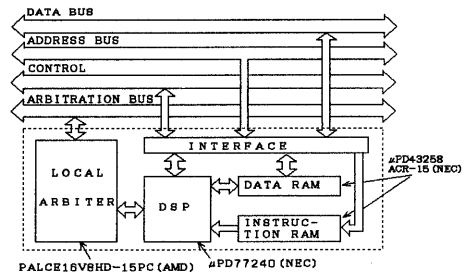 DATA BUS
ADDRESS BUS
CONTROL
ARBITRATION BUS
INTERFACE
LOCAL
ARBITER
DSP
DATA RAM
INSTRUC-
TION RAM
μPD43258
ACR-15(NEC)
PALCE16V8HD-15PC(AMD)
μPD77240(NEC)